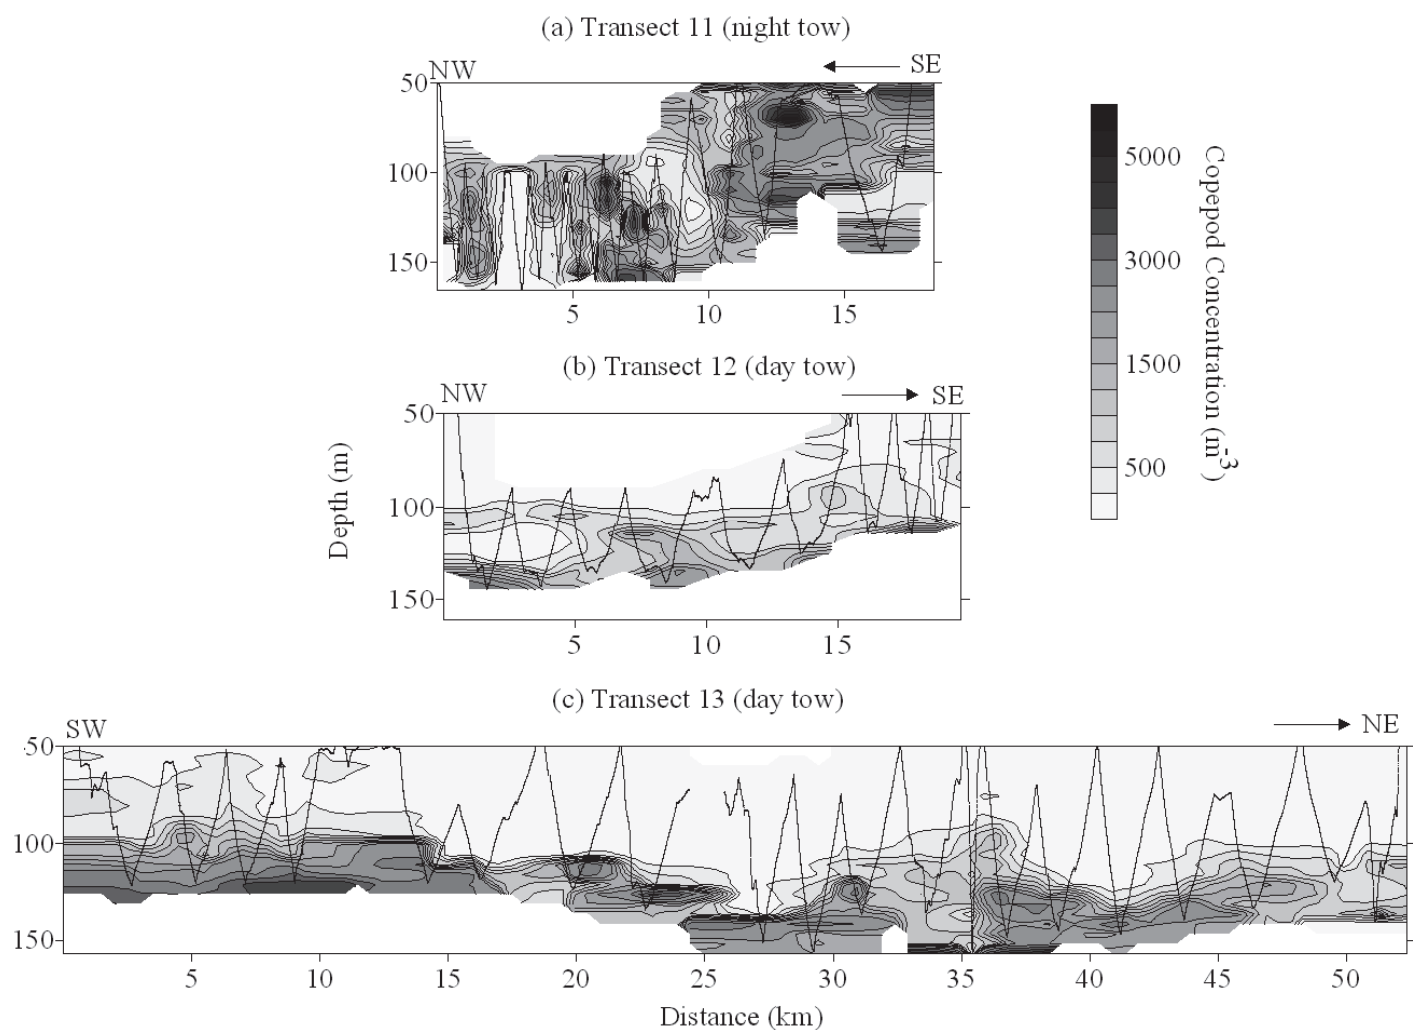 (a) Transect 11 (night tow)
NW
SE
50
100
150
5
10
15
(b) Transect 12 (day tow)
NW
SE
50
100
150
5
10
15
Depth (m)
5000
3000
1500
500
Copepod Concentration (m-3)
(c) Transect 13 (day tow)
SW
NE
50
100
150
5
10
15
20
25
30
35
40
45
50
Distance (km)